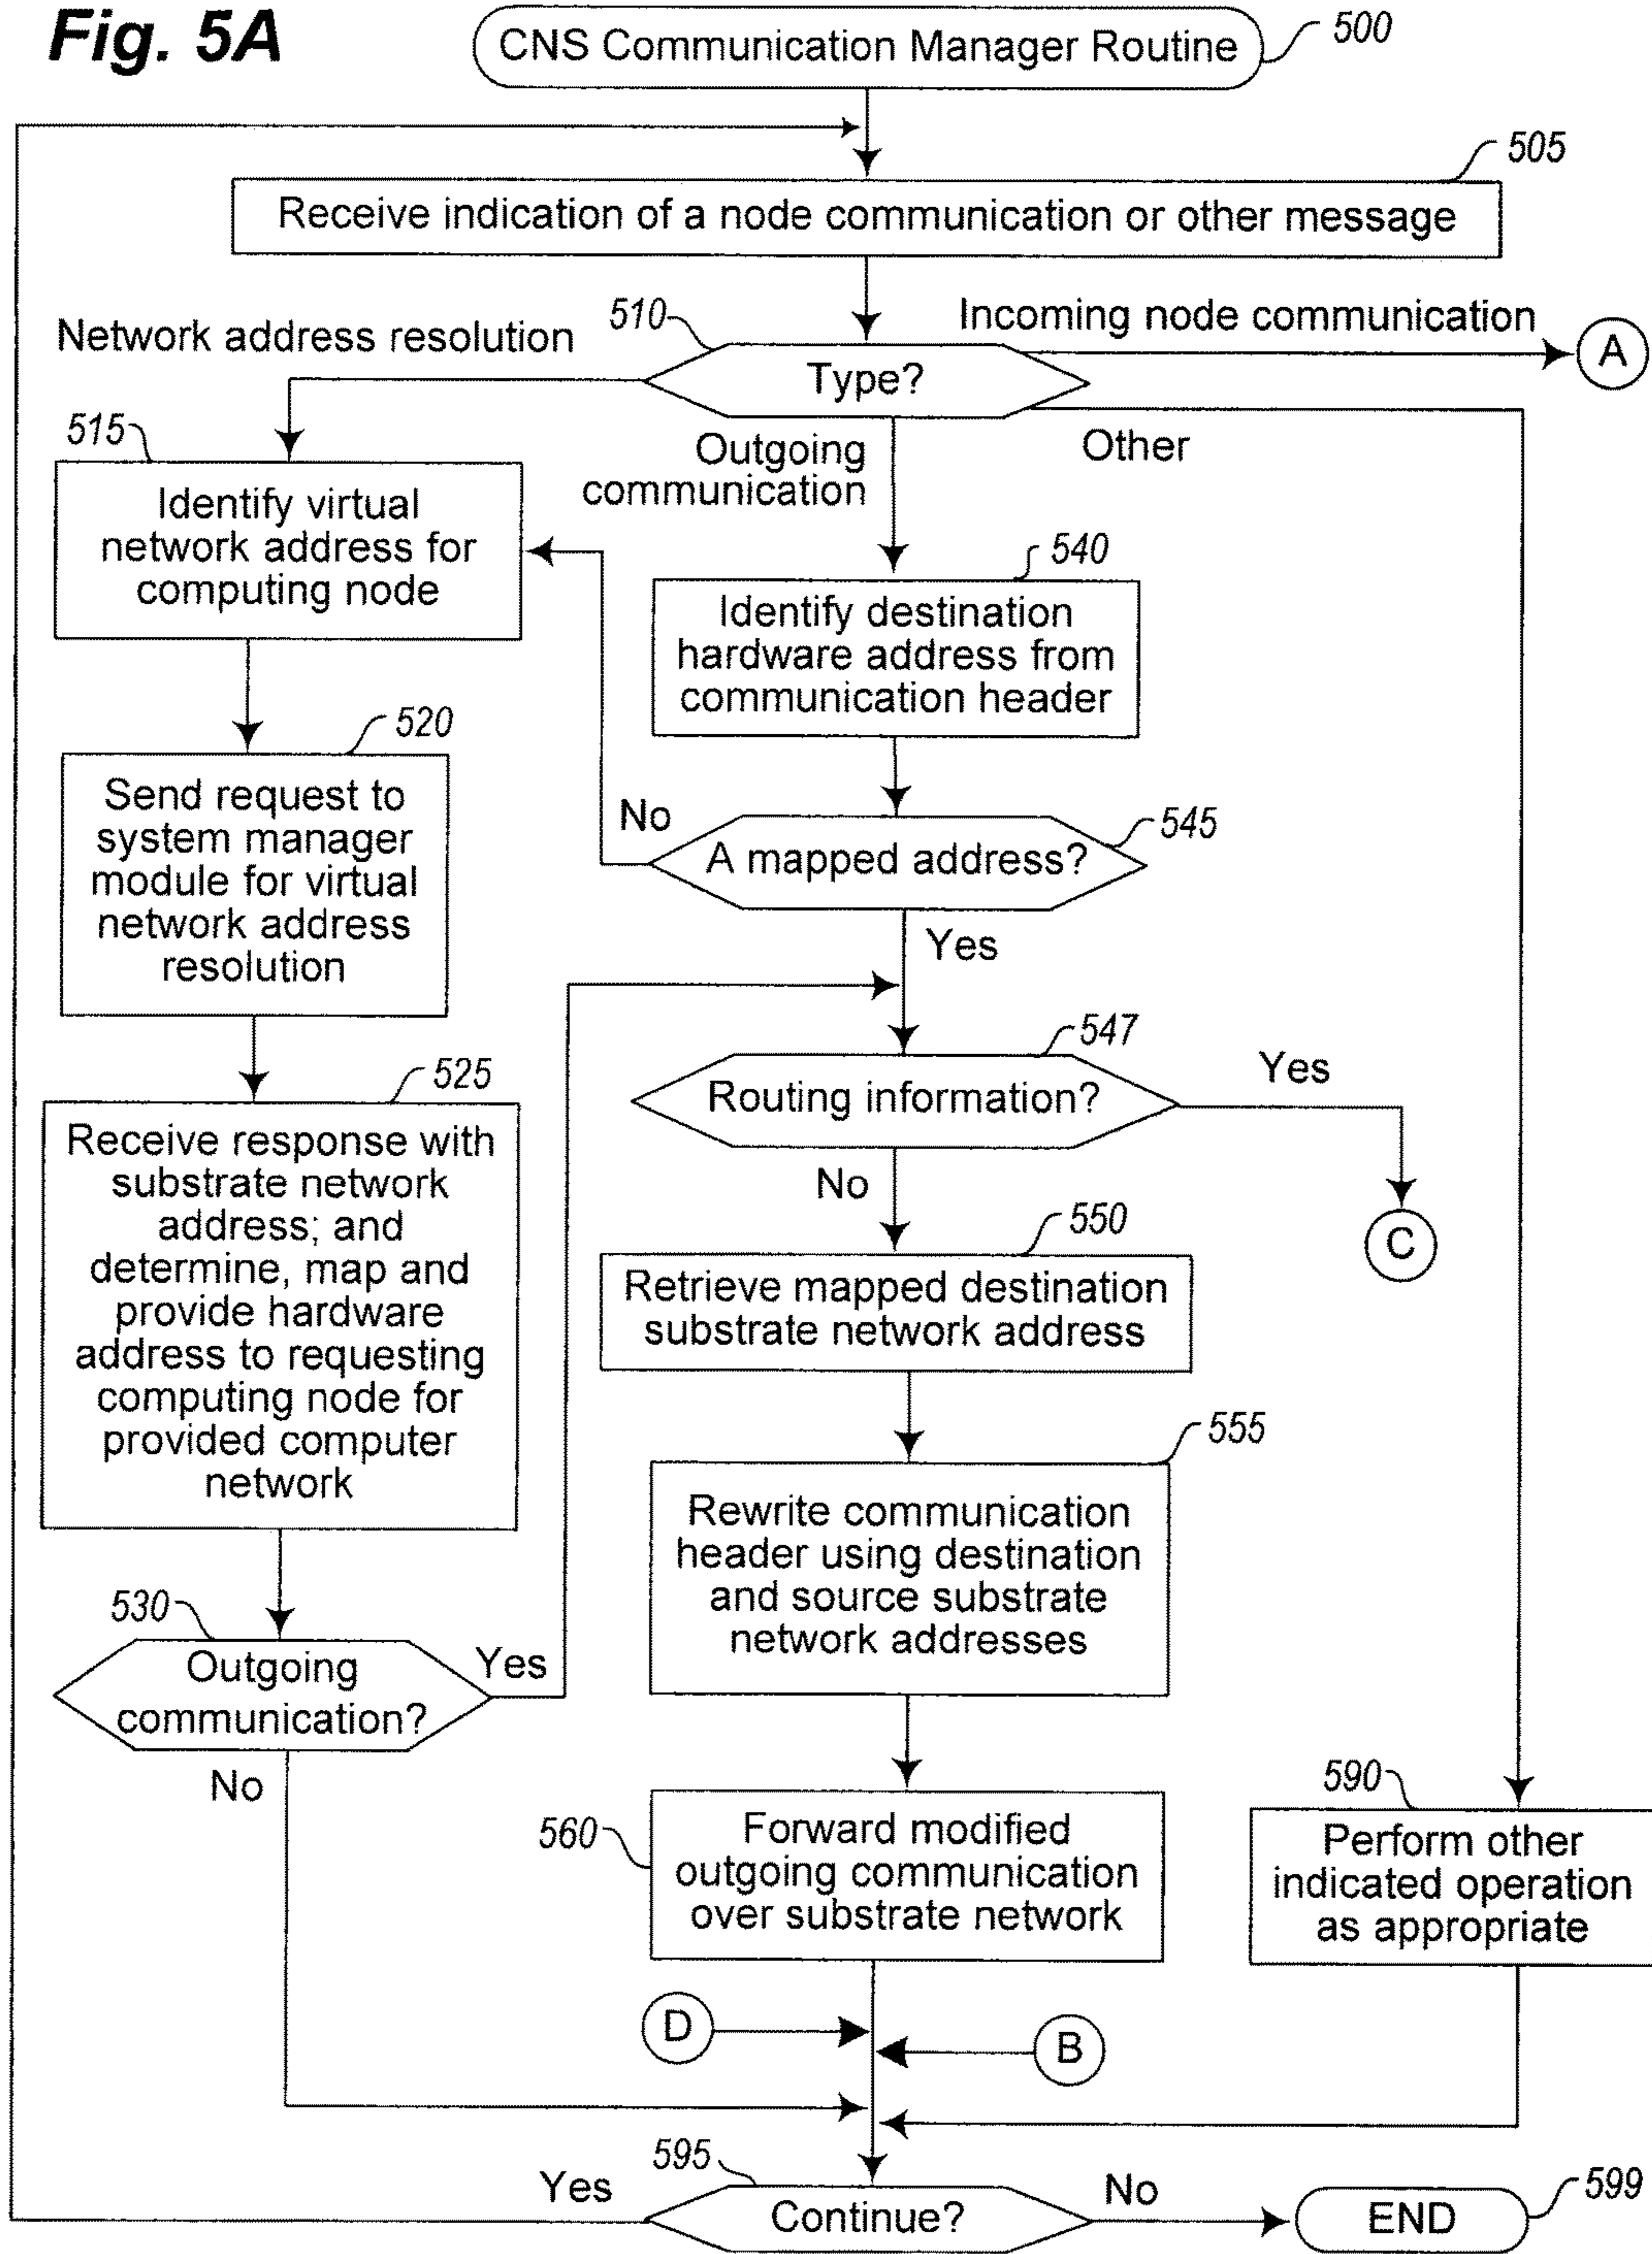 Fig. 5A
CNS Communication Manager Routine
500
505
Receive indication of a node communication or other message
Network address resolution
510
Incoming node communication
A
Type?
515
Outgoing
communication
Other
Identify virtual
network address for
computing node
540
Identify destination
hardware address from
communication header
520
Send request to
system manager
module for virtual
network address
resolution
No
545
A mapped address?
Yes
547
Routing information?
Yes
No
C
525
Receive response with
substrate network
address; and
determine, map and
provide hardware
address to requesting
computing node for
provided computer
network
550
Retrieve mapped destination
substrate network address
555
Rewrite communication
header using destination
and source substrate
network addresses
530
Outgoing
communication?
Yes
No
560
Forward modified
outgoing communication
over substrate network
590
Perform other
indicated operation
as appropriate
D
B
595
Yes
Continue?
No
END
599